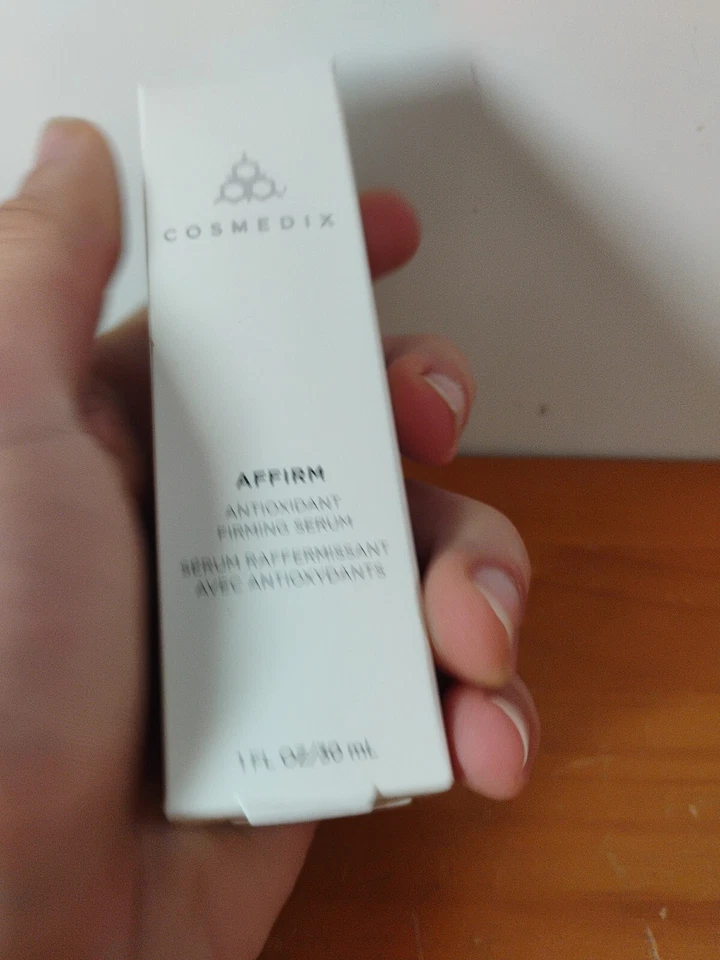 COSMEDIX
AFFIRM
ANTIOXIDANT
FIRMING SERUM
SÉRUM RAFFERMISSANT
AVEC ANTIOXYDANTS
1 FL OZ/30 mL